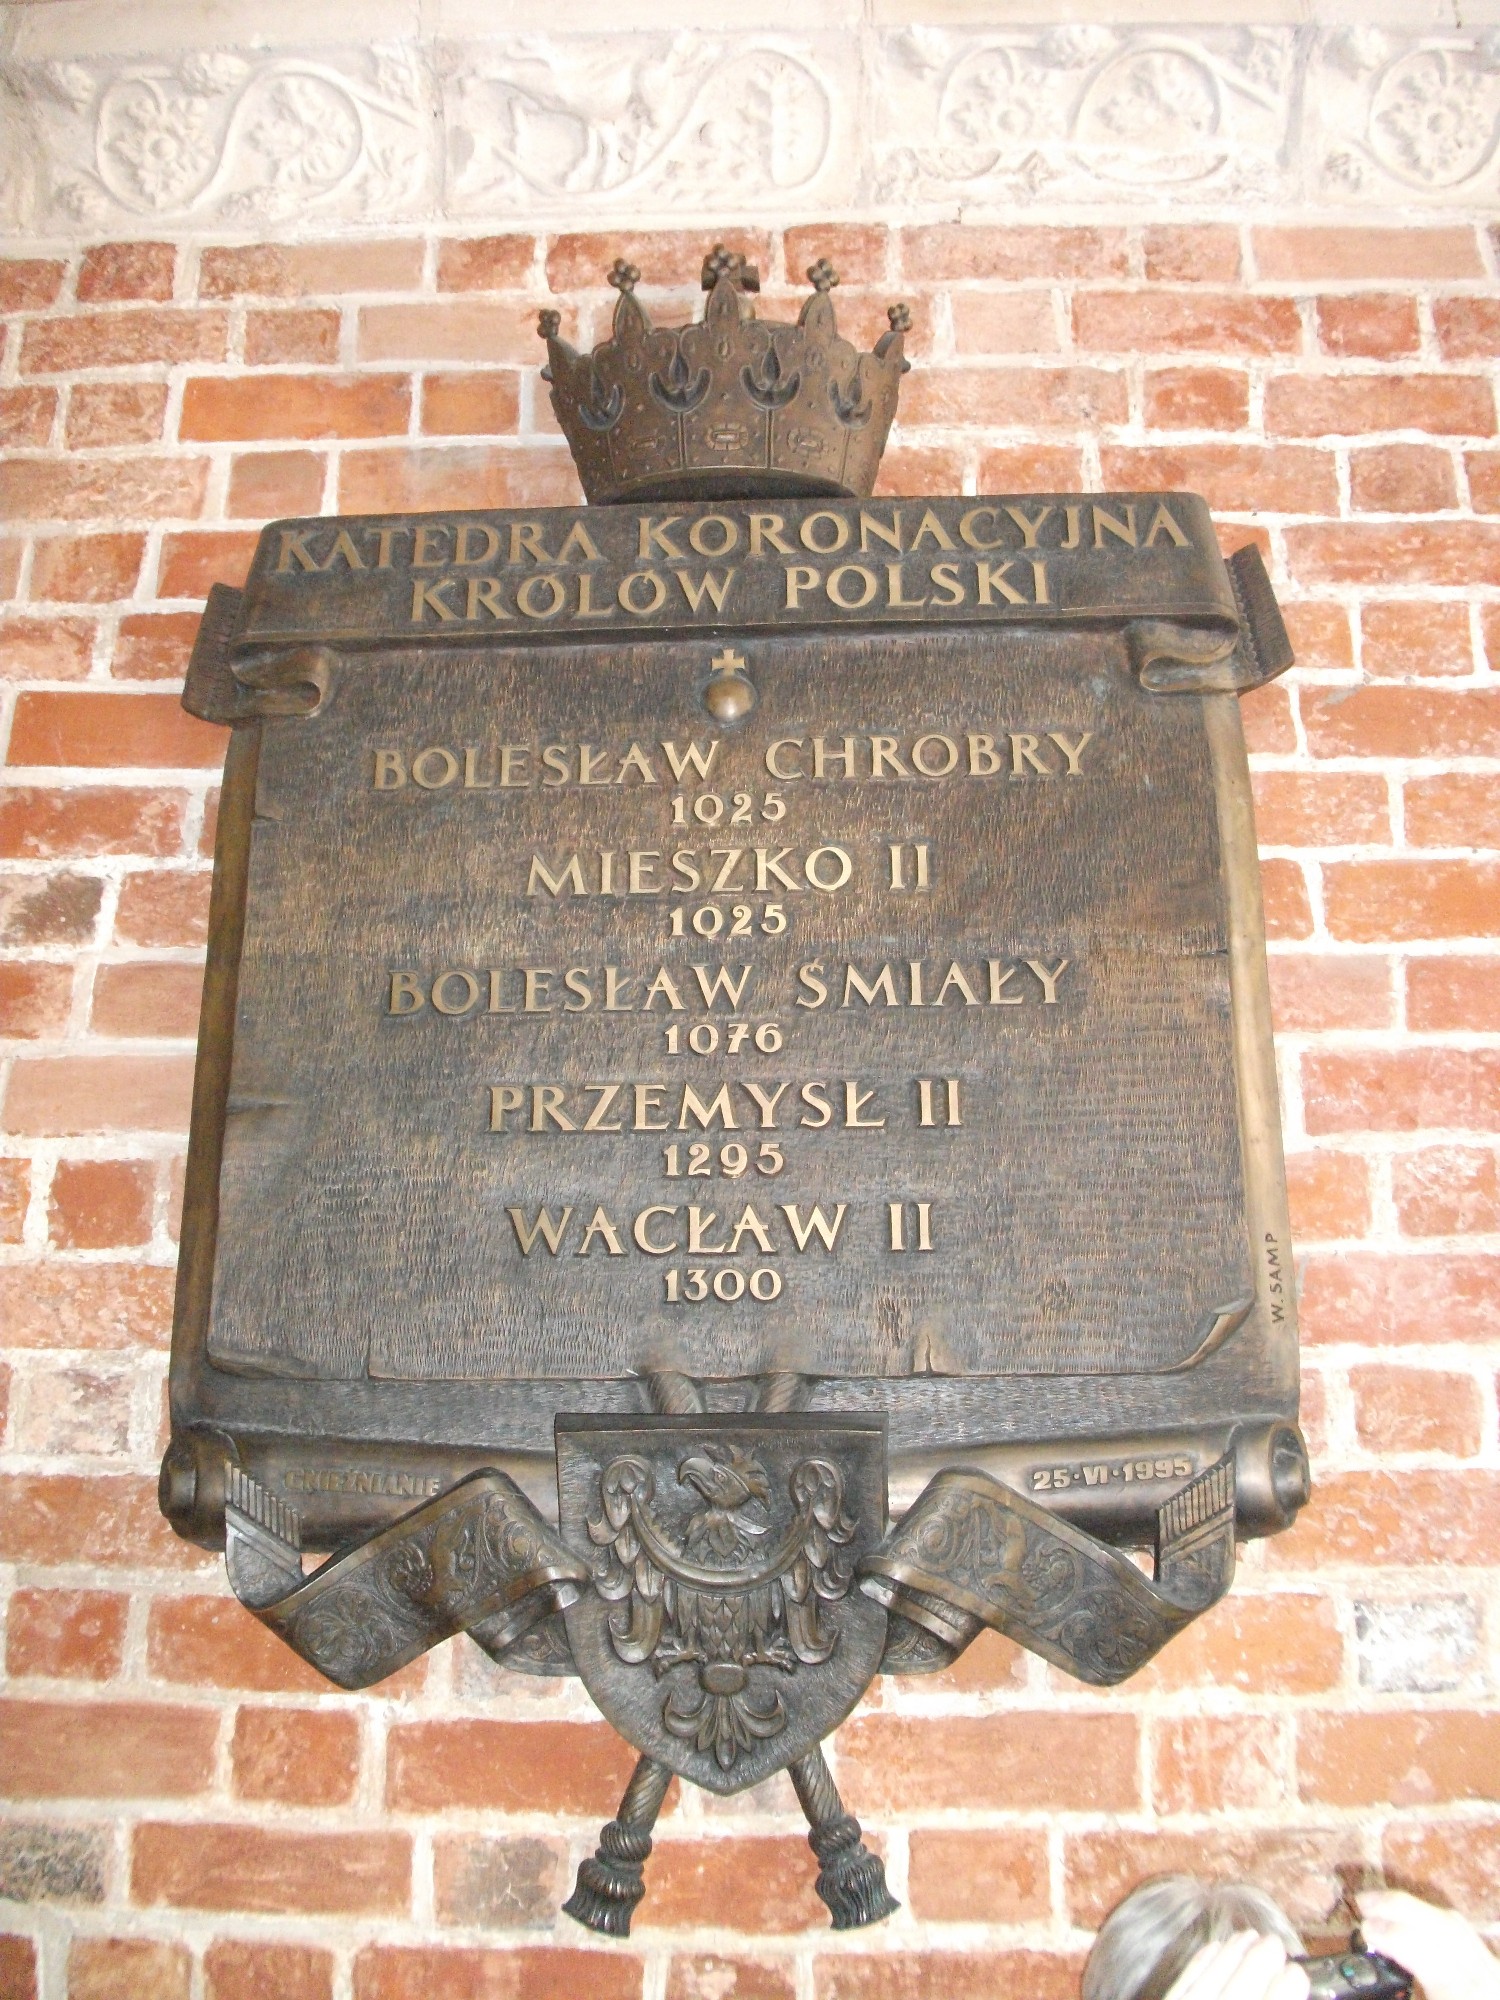 KATEDRA KORONACYJNA
KRÓLÓW POLSKI
BOLESŁAW CHROBRY
1025
MIESZKO II
1025
BOLESŁAW ŚMIAŁY
1076
PRZEMYSŁ II
1295
WACŁAW II
1300
W. SAMP
GNIEŹNIANIE
25·VI·1995